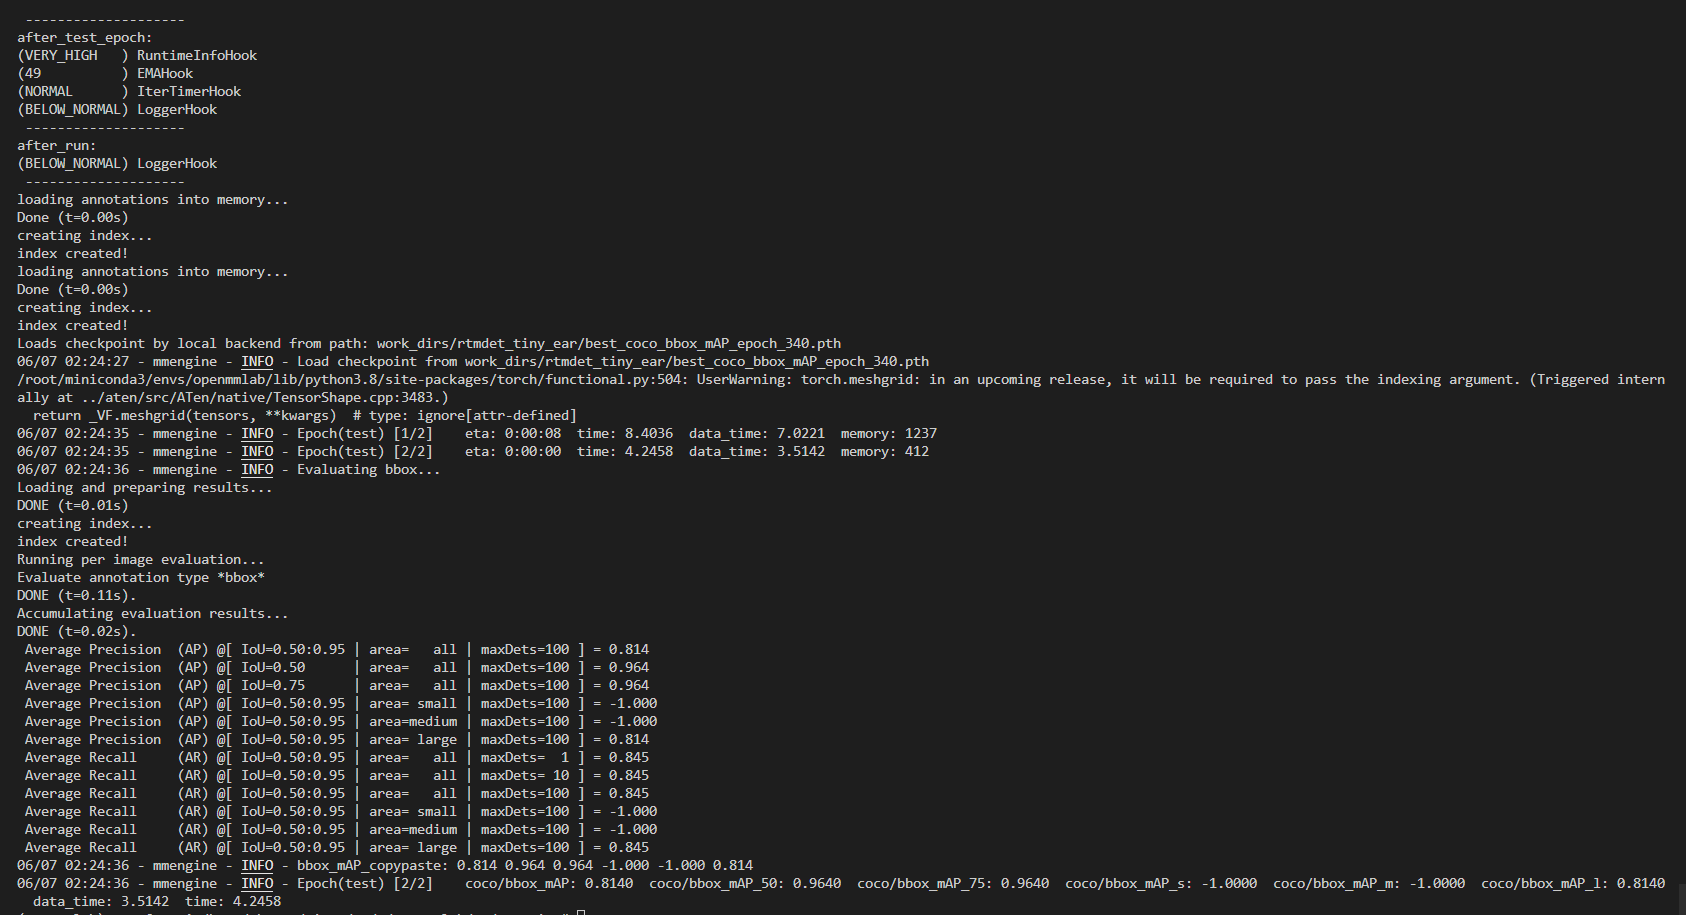 --------------------
after_test_epoch:
(VERY_HIGH   ) RuntimeInfoHook
(49          ) EMAHook
(NORMAL      ) IterTimerHook
(BELOW_NORMAL) LoggerHook
--------------------
after_run:
(BELOW_NORMAL) LoggerHook
--------------------
loading annotations into memory...
Done (t=0.00s)
creating index...
index created!
loading annotations into memory...
Done (t=0.00s)
creating index...
index created!
Loads checkpoint by local backend from path: work_dirs/rtmdet_tiny_ear/best_coco_bbox_mAP_epoch_340.pth
06/07 02:24:27 - mmengine - INFO - Load checkpoint from work_dirs/rtmdet_tiny_ear/best_coco_bbox_mAP_epoch_340.pth
/root/miniconda3/envs/openmmlab/lib/python3.8/site-packages/torch/functional.py:504: UserWarning: torch.meshgrid: in an upcoming release, it will be required to pass the indexing argument. (Triggered intern
ally at ../aten/src/ATen/native/TensorShape.cpp:3483.)
  return _VF.meshgrid(tensors, **kwargs)  # type: ignore[attr-defined]
06/07 02:24:35 - mmengine - INFO - Epoch(test) [1/2]    eta: 0:00:08  time: 8.4036  data_time: 7.0221  memory: 1237
06/07 02:24:35 - mmengine - INFO - Epoch(test) [2/2]    eta: 0:00:00  time: 4.2458  data_time: 3.5142  memory: 412
06/07 02:24:36 - mmengine - INFO - Evaluating bbox...
Loading and preparing results...
DONE (t=0.01s)
creating index...
index created!
Running per image evaluation...
Evaluate annotation type *bbox*
DONE (t=0.11s).
Accumulating evaluation results...
DONE (t=0.02s).
 Average Precision  (AP) @[ IoU=0.50:0.95 | area=   all | maxDets=100 ] = 0.814
 Average Precision  (AP) @[ IoU=0.50      | area=   all | maxDets=100 ] = 0.964
 Average Precision  (AP) @[ IoU=0.75      | area=   all | maxDets=100 ] = 0.964
 Average Precision  (AP) @[ IoU=0.50:0.95 | area= small | maxDets=100 ] = -1.000
 Average Precision  (AP) @[ IoU=0.50:0.95 | area=medium | maxDets=100 ] = -1.000
 Average Precision  (AP) @[ IoU=0.50:0.95 | area= large | maxDets=100 ] = 0.814
 Average Recall     (AR) @[ IoU=0.50:0.95 | area=   all | maxDets=  1 ] = 0.845
 Average Recall     (AR) @[ IoU=0.50:0.95 | area=   all | maxDets= 10 ] = 0.845
 Average Recall     (AR) @[ IoU=0.50:0.95 | area=   all | maxDets=100 ] = 0.845
 Average Recall     (AR) @[ IoU=0.50:0.95 | area= small | maxDets=100 ] = -1.000
 Average Recall     (AR) @[ IoU=0.50:0.95 | area=medium | maxDets=100 ] = -1.000
 Average Recall     (AR) @[ IoU=0.50:0.95 | area= large | maxDets=100 ] = 0.845
06/07 02:24:36 - mmengine - INFO - bbox_mAP_copypaste: 0.814 0.964 0.964 -1.000 -1.000 0.814
06/07 02:24:36 - mmengine - INFO - Epoch(test) [2/2]    coco/bbox_mAP: 0.8140  coco/bbox_mAP_50: 0.9640  coco/bbox_mAP_75: 0.9640  coco/bbox_mAP_s: -1.0000  coco/bbox_mAP_m: -1.0000  coco/bbox_mAP_l: 0.8140
  data_time: 3.5142  time: 4.2458